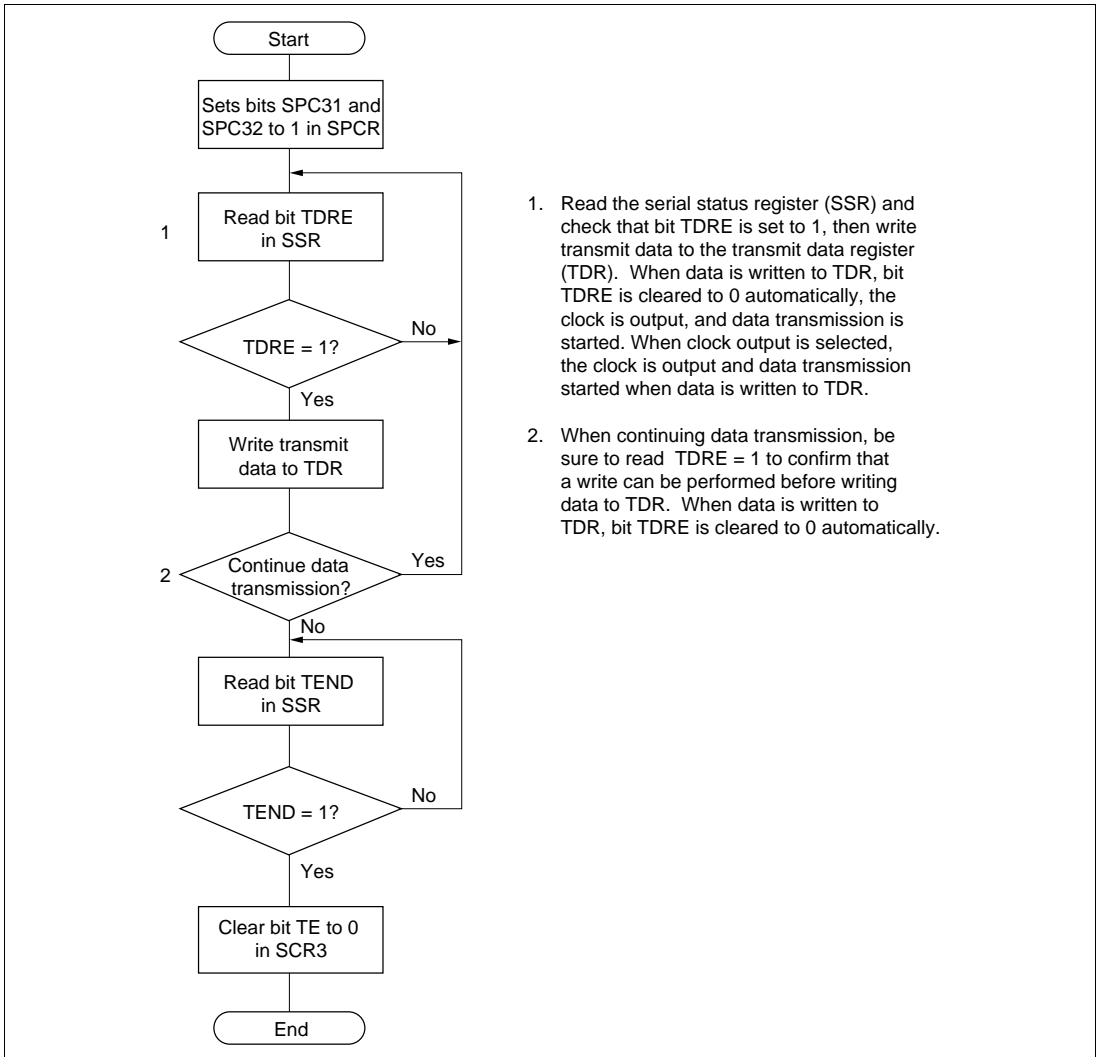 Start
Sets bits SPC31 and
SPC32 to 1 in SPCR
1
Read bit TDRE
in SSR
TDRE = 1?
No
Yes
Write transmit
data to TDR
2
Continue data
transmission?
Yes
No
Read bit TEND
in SSR
TEND = 1?
No
Yes
Clear bit TE to 0
in SCR3
End
1. Read the serial status register (SSR) and
check that bit TDRE is set to 1, then write
transmit data to the transmit data register
(TDR). When data is written to TDR, bit
TDRE is cleared to 0 automatically, the
clock is output, and data transmission is
started. When clock output is selected,
the clock is output and data transmission
started when data is written to TDR.
2. When continuing data transmission, be
sure to read TDRE = 1 to confirm that
a write can be performed before writing
data to TDR. When data is written to
TDR, bit TDRE is cleared to 0 automatically.